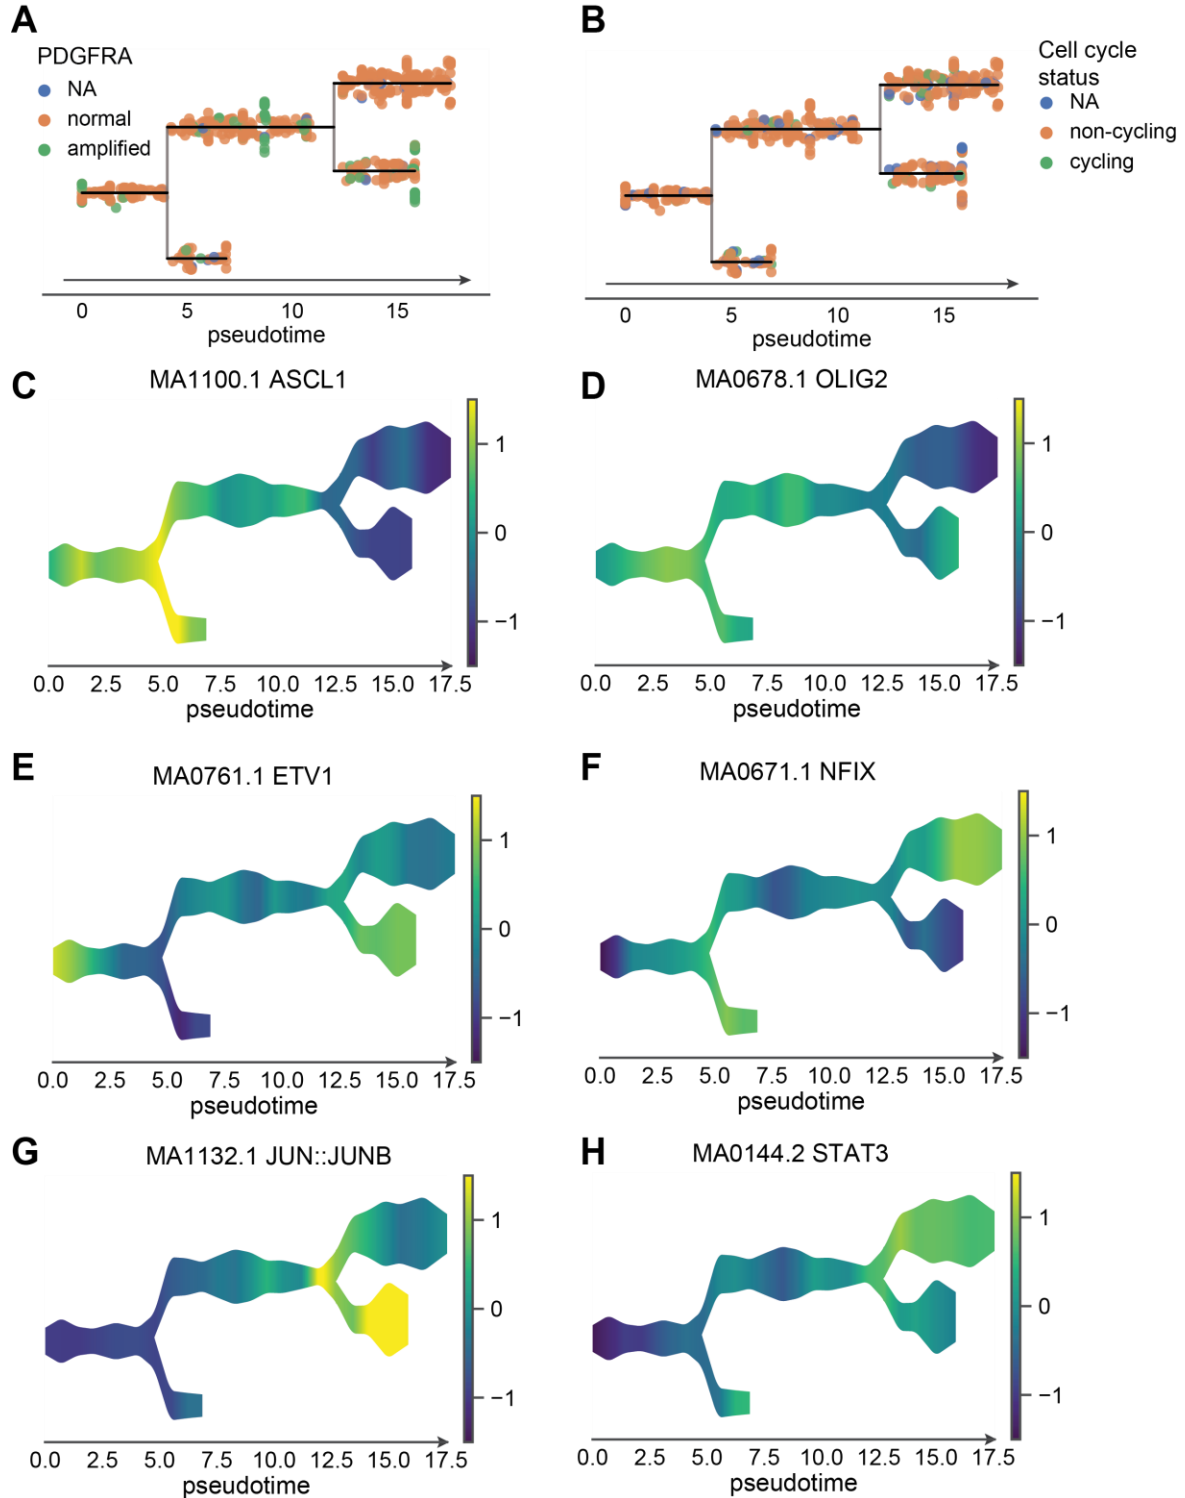 A
PDGFRA
NA
normal
amplified
0 5 10 15
pseudotime
B
Cell cycle
status
NA
non-cycling
cycling
0 5 10 15
pseudotime
C
MA1100.1 ASCL1
1
0
−1
0.0 2.5 5.0 7.5 10.0 12.5 15.0 17.5
pseudotime
D
MA0678.1 OLIG2
1
0
−1
0.0 2.5 5.0 7.5 10.0 12.5 15.0 17.5
pseudotime
E
MA0761.1 ETV1
1
0
−1
0.0 2.5 5.0 7.5 10.0 12.5 15.0 17.5
pseudotime
F
MA0671.1 NFIX
1
0
−1
0.0 2.5 5.0 7.5 10.0 12.5 15.0 17.5
pseudotime
G
MA1132.1 JUN::JUNB
1
0
−1
0.0 2.5 5.0 7.5 10.0 12.5 15.0 17.5
pseudotime
H
MA0144.2 STAT3
1
0
−1
0.0 2.5 5.0 7.5 10.0 12.5 15.0 17.5
pseudotime